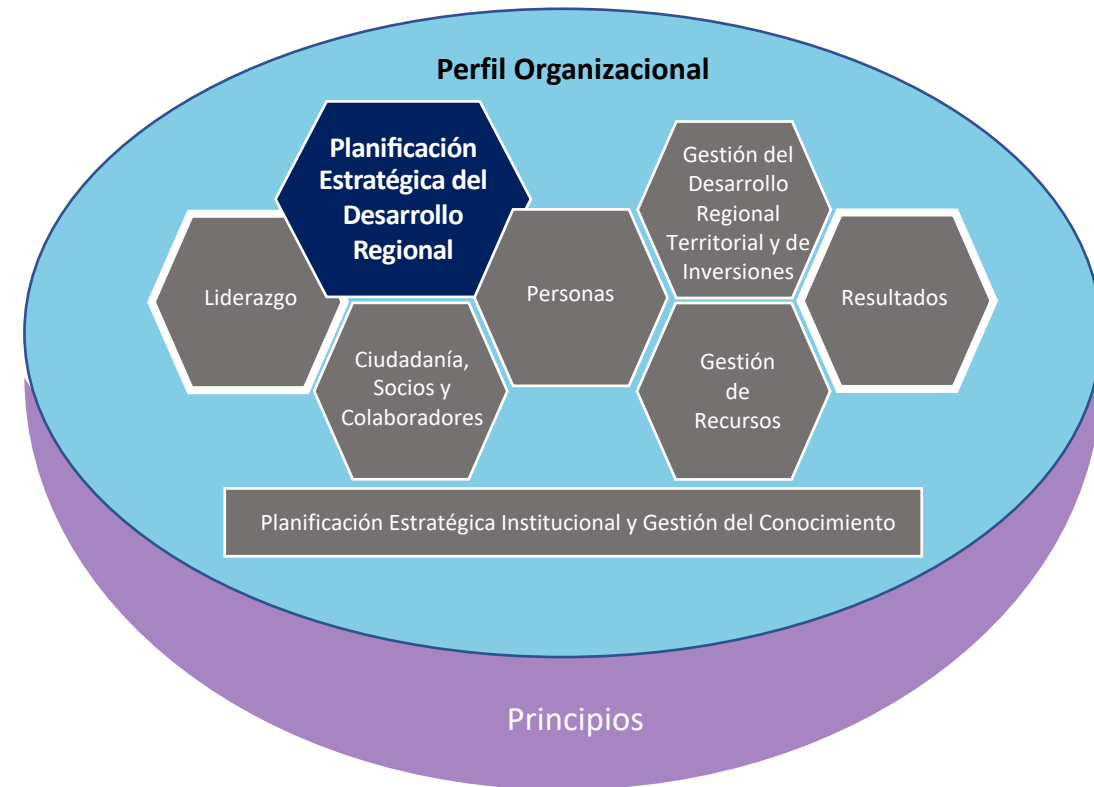 Perfil Organizacional
Planificación
Estratégica del
Desarrollo
Regional
Gestión del
Desarrollo
Regional
Territorial y de
Inversiones
Liderazgo
Personas
Resultados
Ciudadanía,
Socios y
Colaboradores
Gestión
de
Recursos
Planificación Estratégica Institucional y Gestión del Conocimiento
Principios